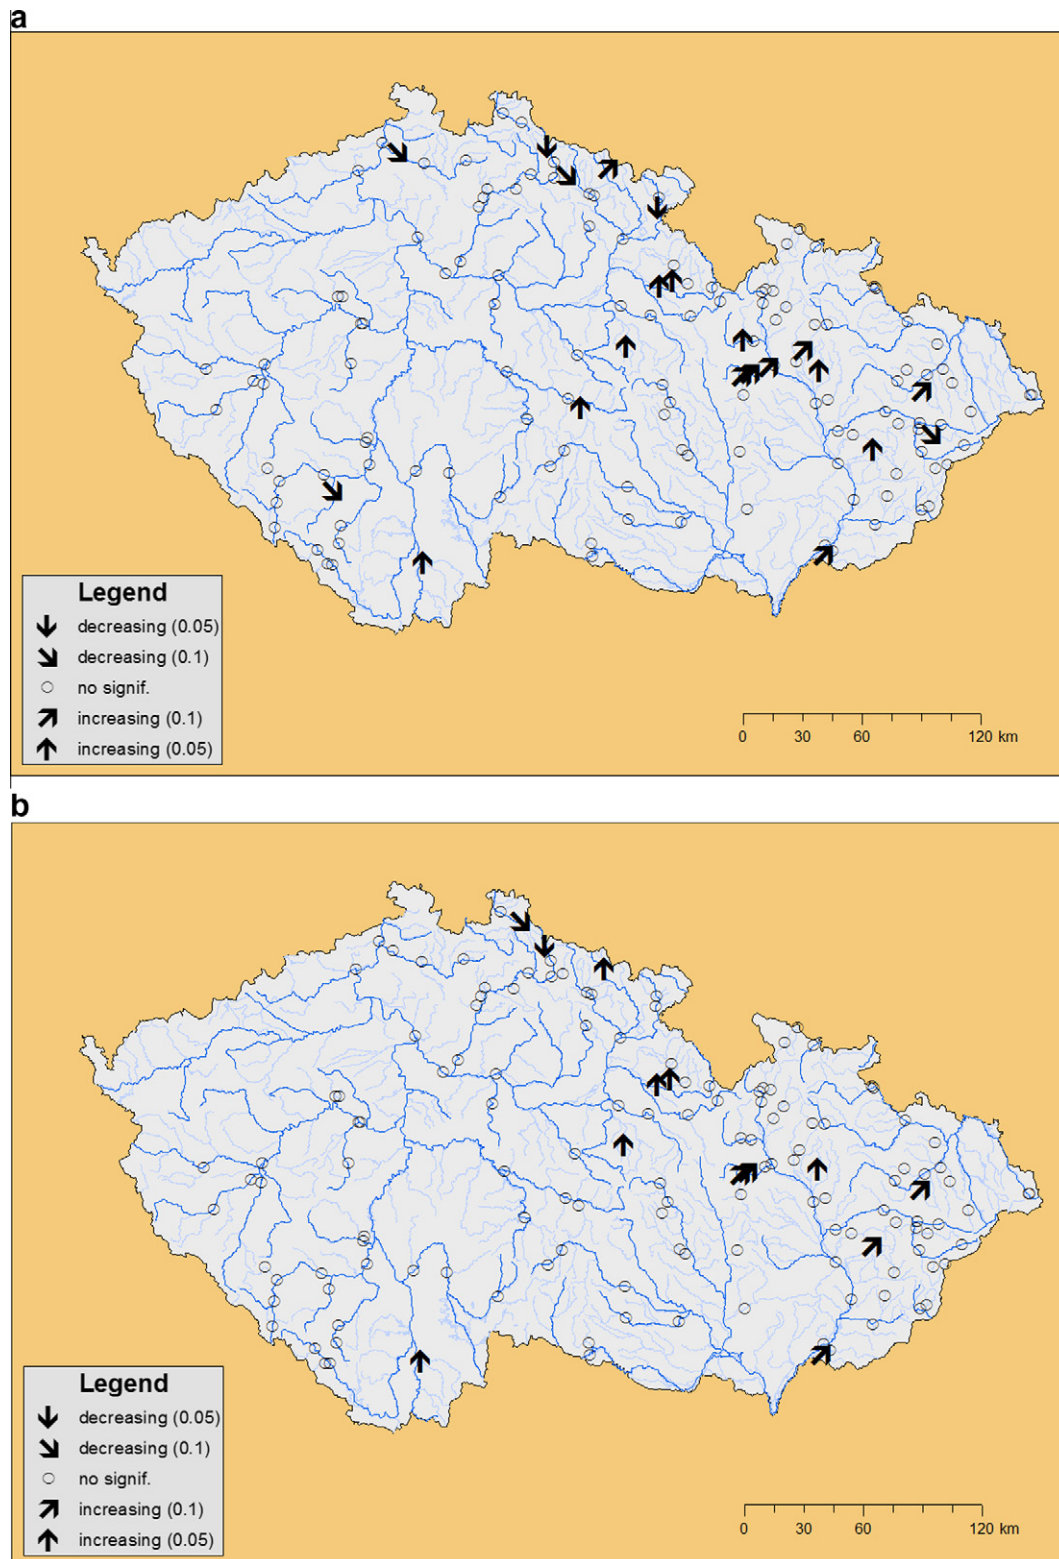 a
Legend
decreasing (0.05)
decreasing (0.1)
no signif.
increasing (0.1)
increasing (0.05)
0 30 60 120 km
b
Legend
decreasing (0.05)
decreasing (0.1)
no signif.
increasing (0.1)
increasing (0.05)
0 30 60 120 km